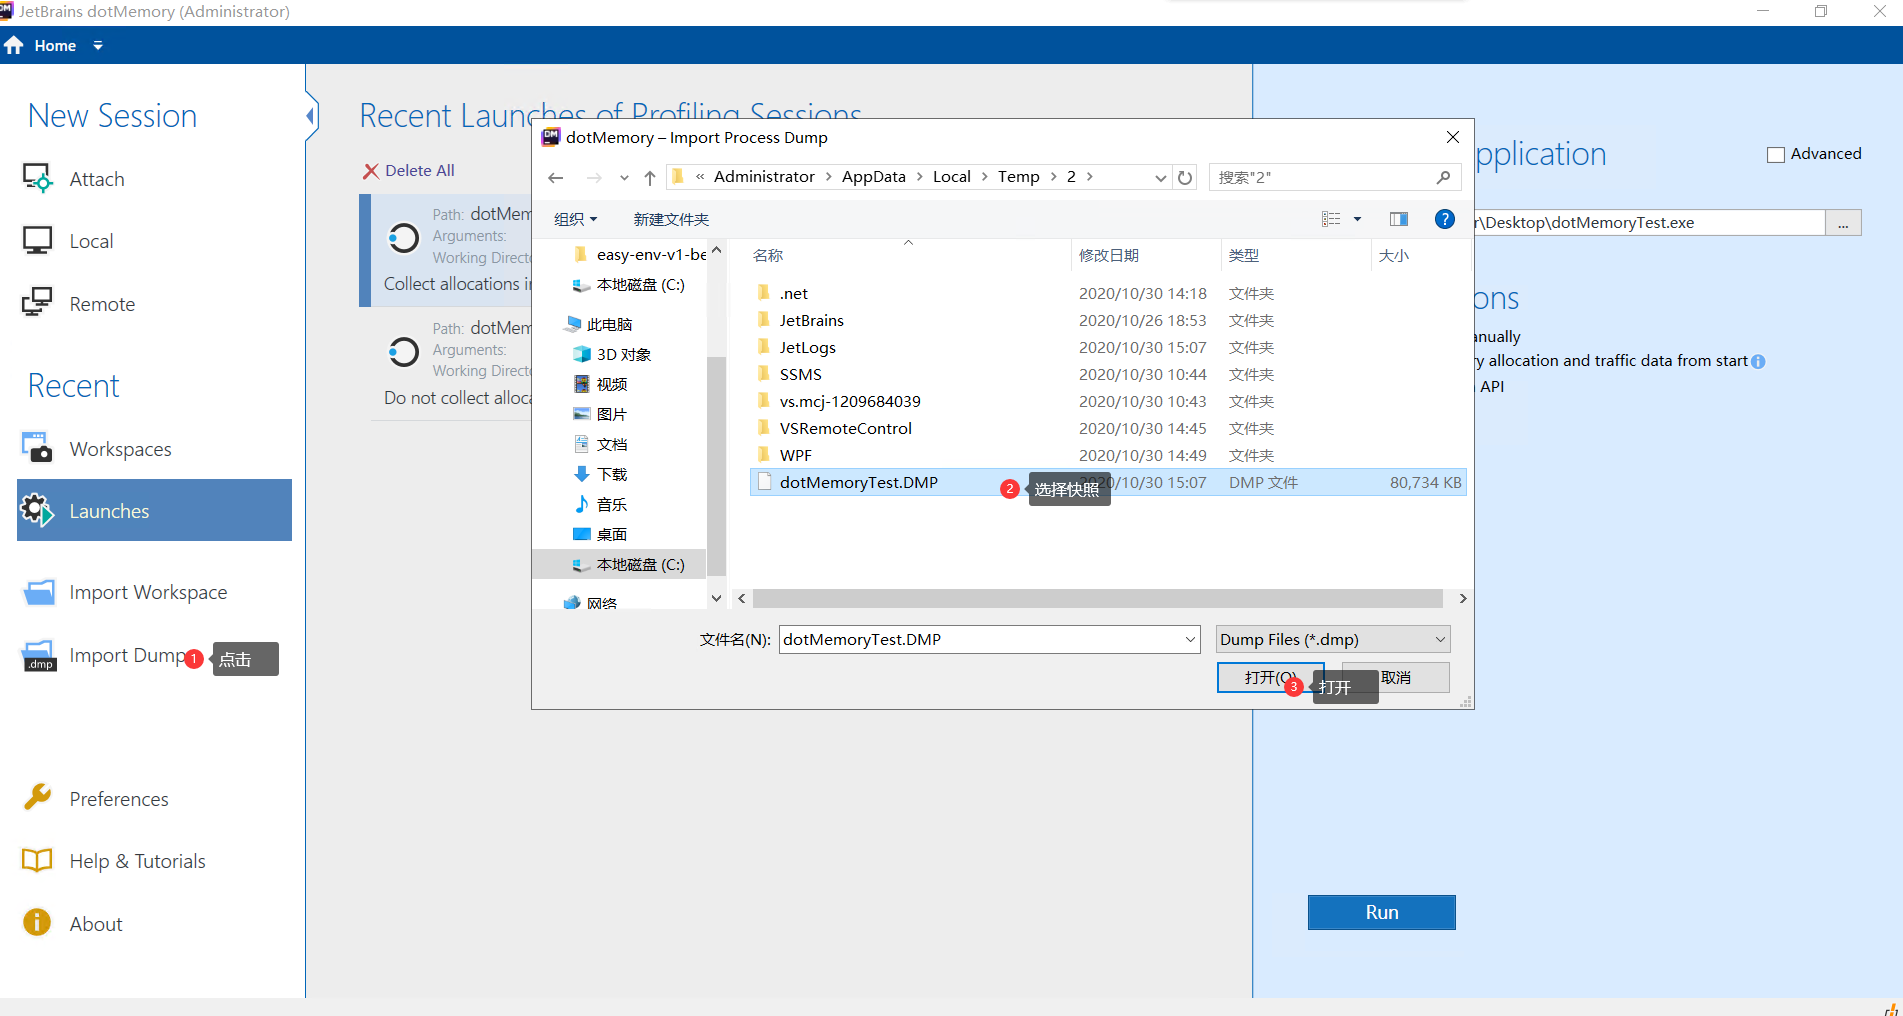 JetBrains dotMemory (Administrator)
Home
New Session
Attach
Local
Remote
Recent
Workspaces
Launches
Import Workspace
.dmp
Import Dump
1
点击
Preferences
Help & Tutorials
About
Recent Launches of Profiling Sessions
Delete All
Path: dotMem
Arguments:
Working Directo
Collect allocations i
Path: dotMem
Arguments:
Working Directo
Do not collect alloca
DM
dotMemory – Import Process Dump
« Administrator › AppData › Local › Temp › 2 ›
搜索"2"
组织
新建文件夹
easy-env-v1-be
本地磁盘 (C:)
此电脑
3D 对象
视频
图片
文档
下载
音乐
桌面
本地磁盘 (C:)
网络
名称 修改日期 类型 大小
.net 2020/10/30 14:18 文件夹
JetBrains 2020/10/26 18:53 文件夹
JetLogs 2020/10/30 15:07 文件夹
SSMS 2020/10/30 10:44 文件夹
vs.mcj-1209684039 2020/10/30 10:43 文件夹
VSRemoteControl 2020/10/30 14:45 文件夹
WPF 2020/10/30 14:49 文件夹
dotMemoryTest.DMP 2020/10/30 15:07 DMP 文件 80,734 KB
2
选择快照
文件名(N): dotMemoryTest.DMP
Dump Files (*.dmp)
打开(O)
3
打开
取消
pplication
Advanced
r\Desktop\dotMemoryTest.exe
...
ons
anually
y allocation and traffic data from start
API
Run